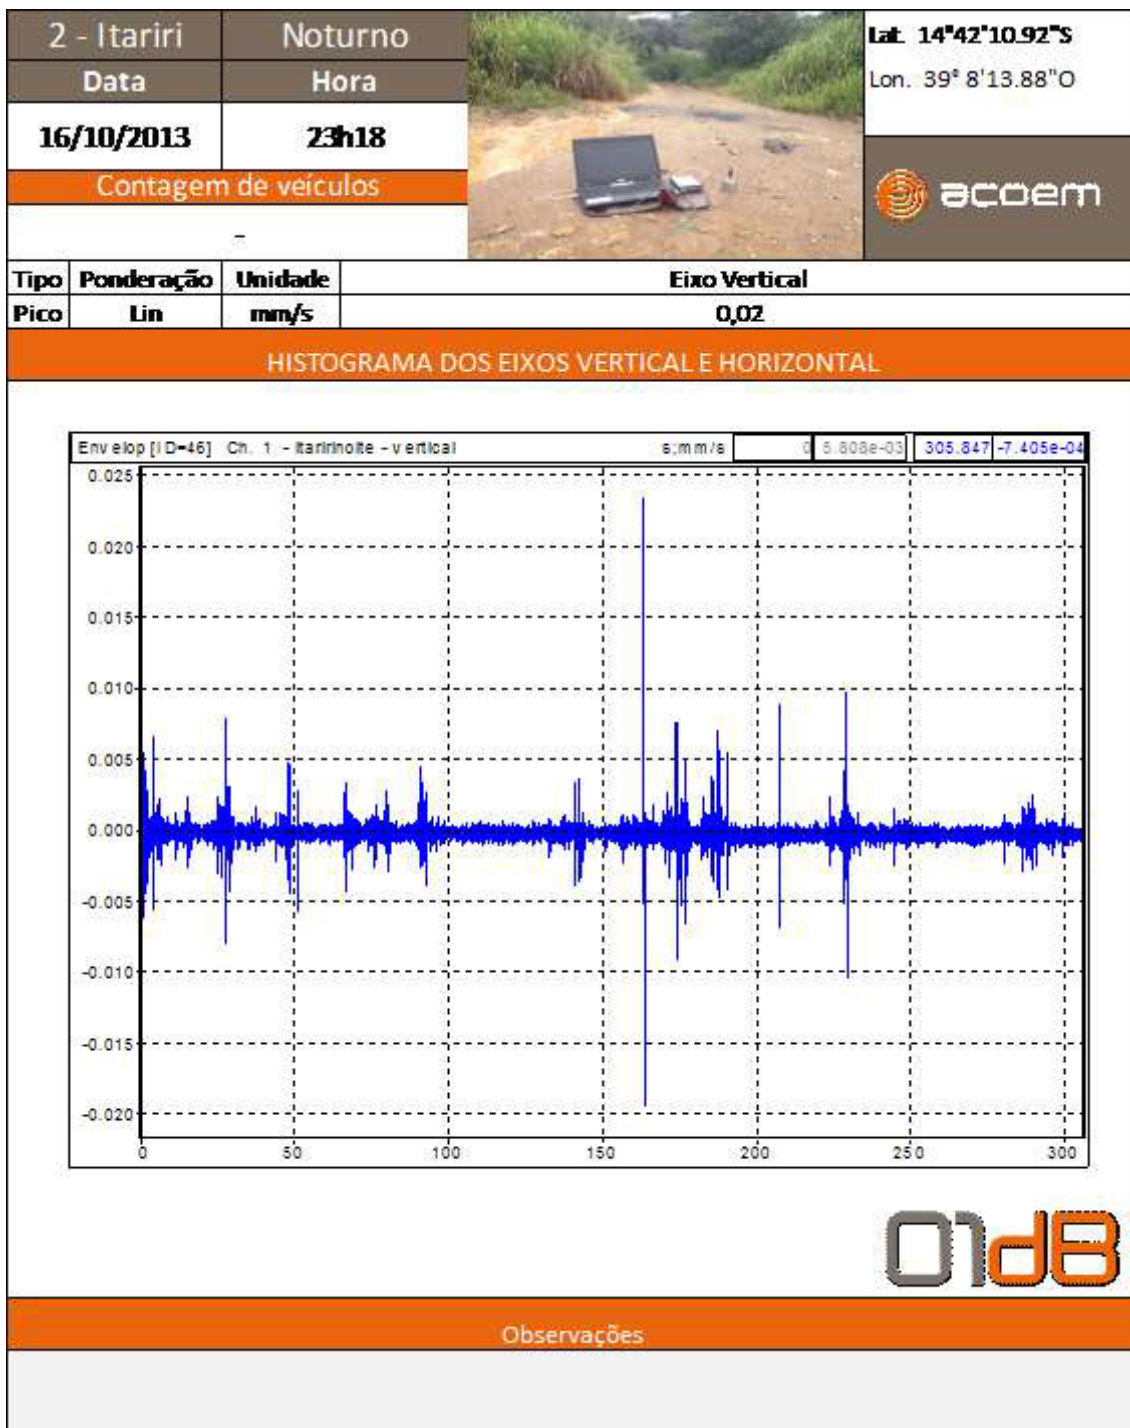 2 - Itariri Noturno
Lat. 14°42'10.92"S
Data Hora
Lon. 39° 8'13.88"O
16/10/2013 23h18
Contagem de veículos
acoem
-
Tipo Ponderação Unidade Eixo Vertical
Pico Lin mm/s 0,02
HISTOGRAMA DOS EIXOS VERTICAL E HORIZONTAL
Envelop [ID=46] Ch. 1 - Itaririnoite - vertical s;mm/s 0 5.808e-03 305.847 -7.405e-04
0.025
0.020
0.015
0.010
0.005
0.000
-0.005
-0.010
-0.015
-0.020
0 50 100 150 200 250 300
01dB
Observações